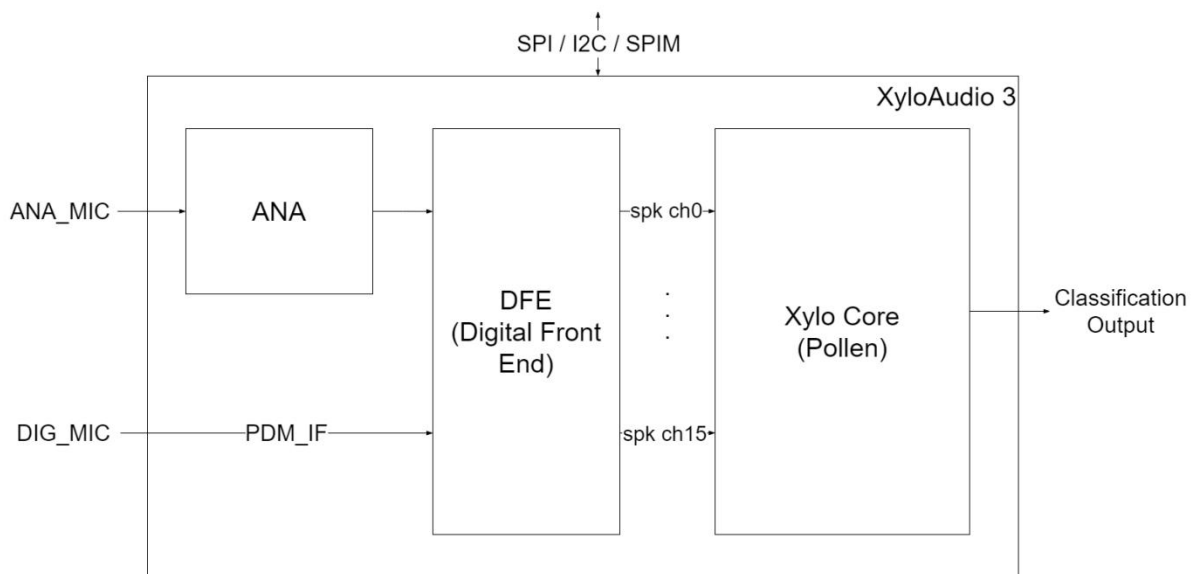 SPI / I2C / SPIM
XyloAudio 3
ANA_MIC
ANA
spk ch0
DFE
(Digital Front
End)
Xylo Core
(Pollen)
Classification
Output
DIG_MIC
PDM_IF
spk ch15